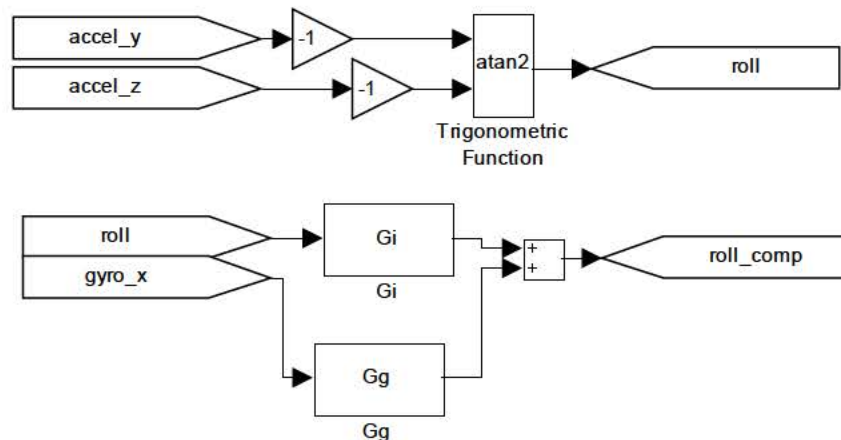 accel_y
-1
accel_z
-1
atan2
roll
Trigonometric
Function
roll
gyro_x
Gi
Gi
+
+
roll_comp
Gg
Gg